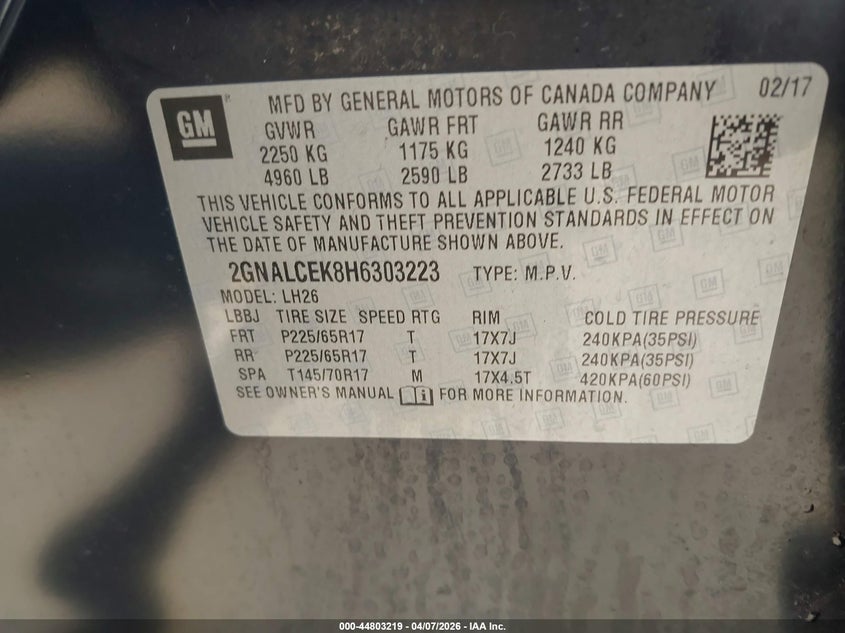 GM
MFD BY GENERAL MOTORS OF CANADA COMPANY 02/17
GVWR GAWR FRT GAWR RR
2250 KG 1175 KG 1240 KG
4960 LB 2590 LB 2733 LB
THIS VEHICLE CONFORMS TO ALL APPLICABLE U.S. FEDERAL MOTOR
VEHICLE SAFETY AND THEFT PREVENTION STANDARDS IN EFFECT ON
THE DATE OF MANUFACTURE SHOWN ABOVE.
2GNALCEK8H6303223 TYPE: M.P.V.
MODEL: LH26
LBBJ TIRE SIZE SPEED RTG RIM COLD TIRE PRESSURE
FRT P225/65R17 T 17X7J 240KPA(35PSI)
RR P225/65R17 T 17X7J 240KPA(35PSI)
SPA T145/70R17 M 17X4.5T 420KPA(60PSI)
SEE OWNER'S MANUAL FOR MORE INFORMATION.
000-44803219 - 04/07/2026 - IAA Inc.